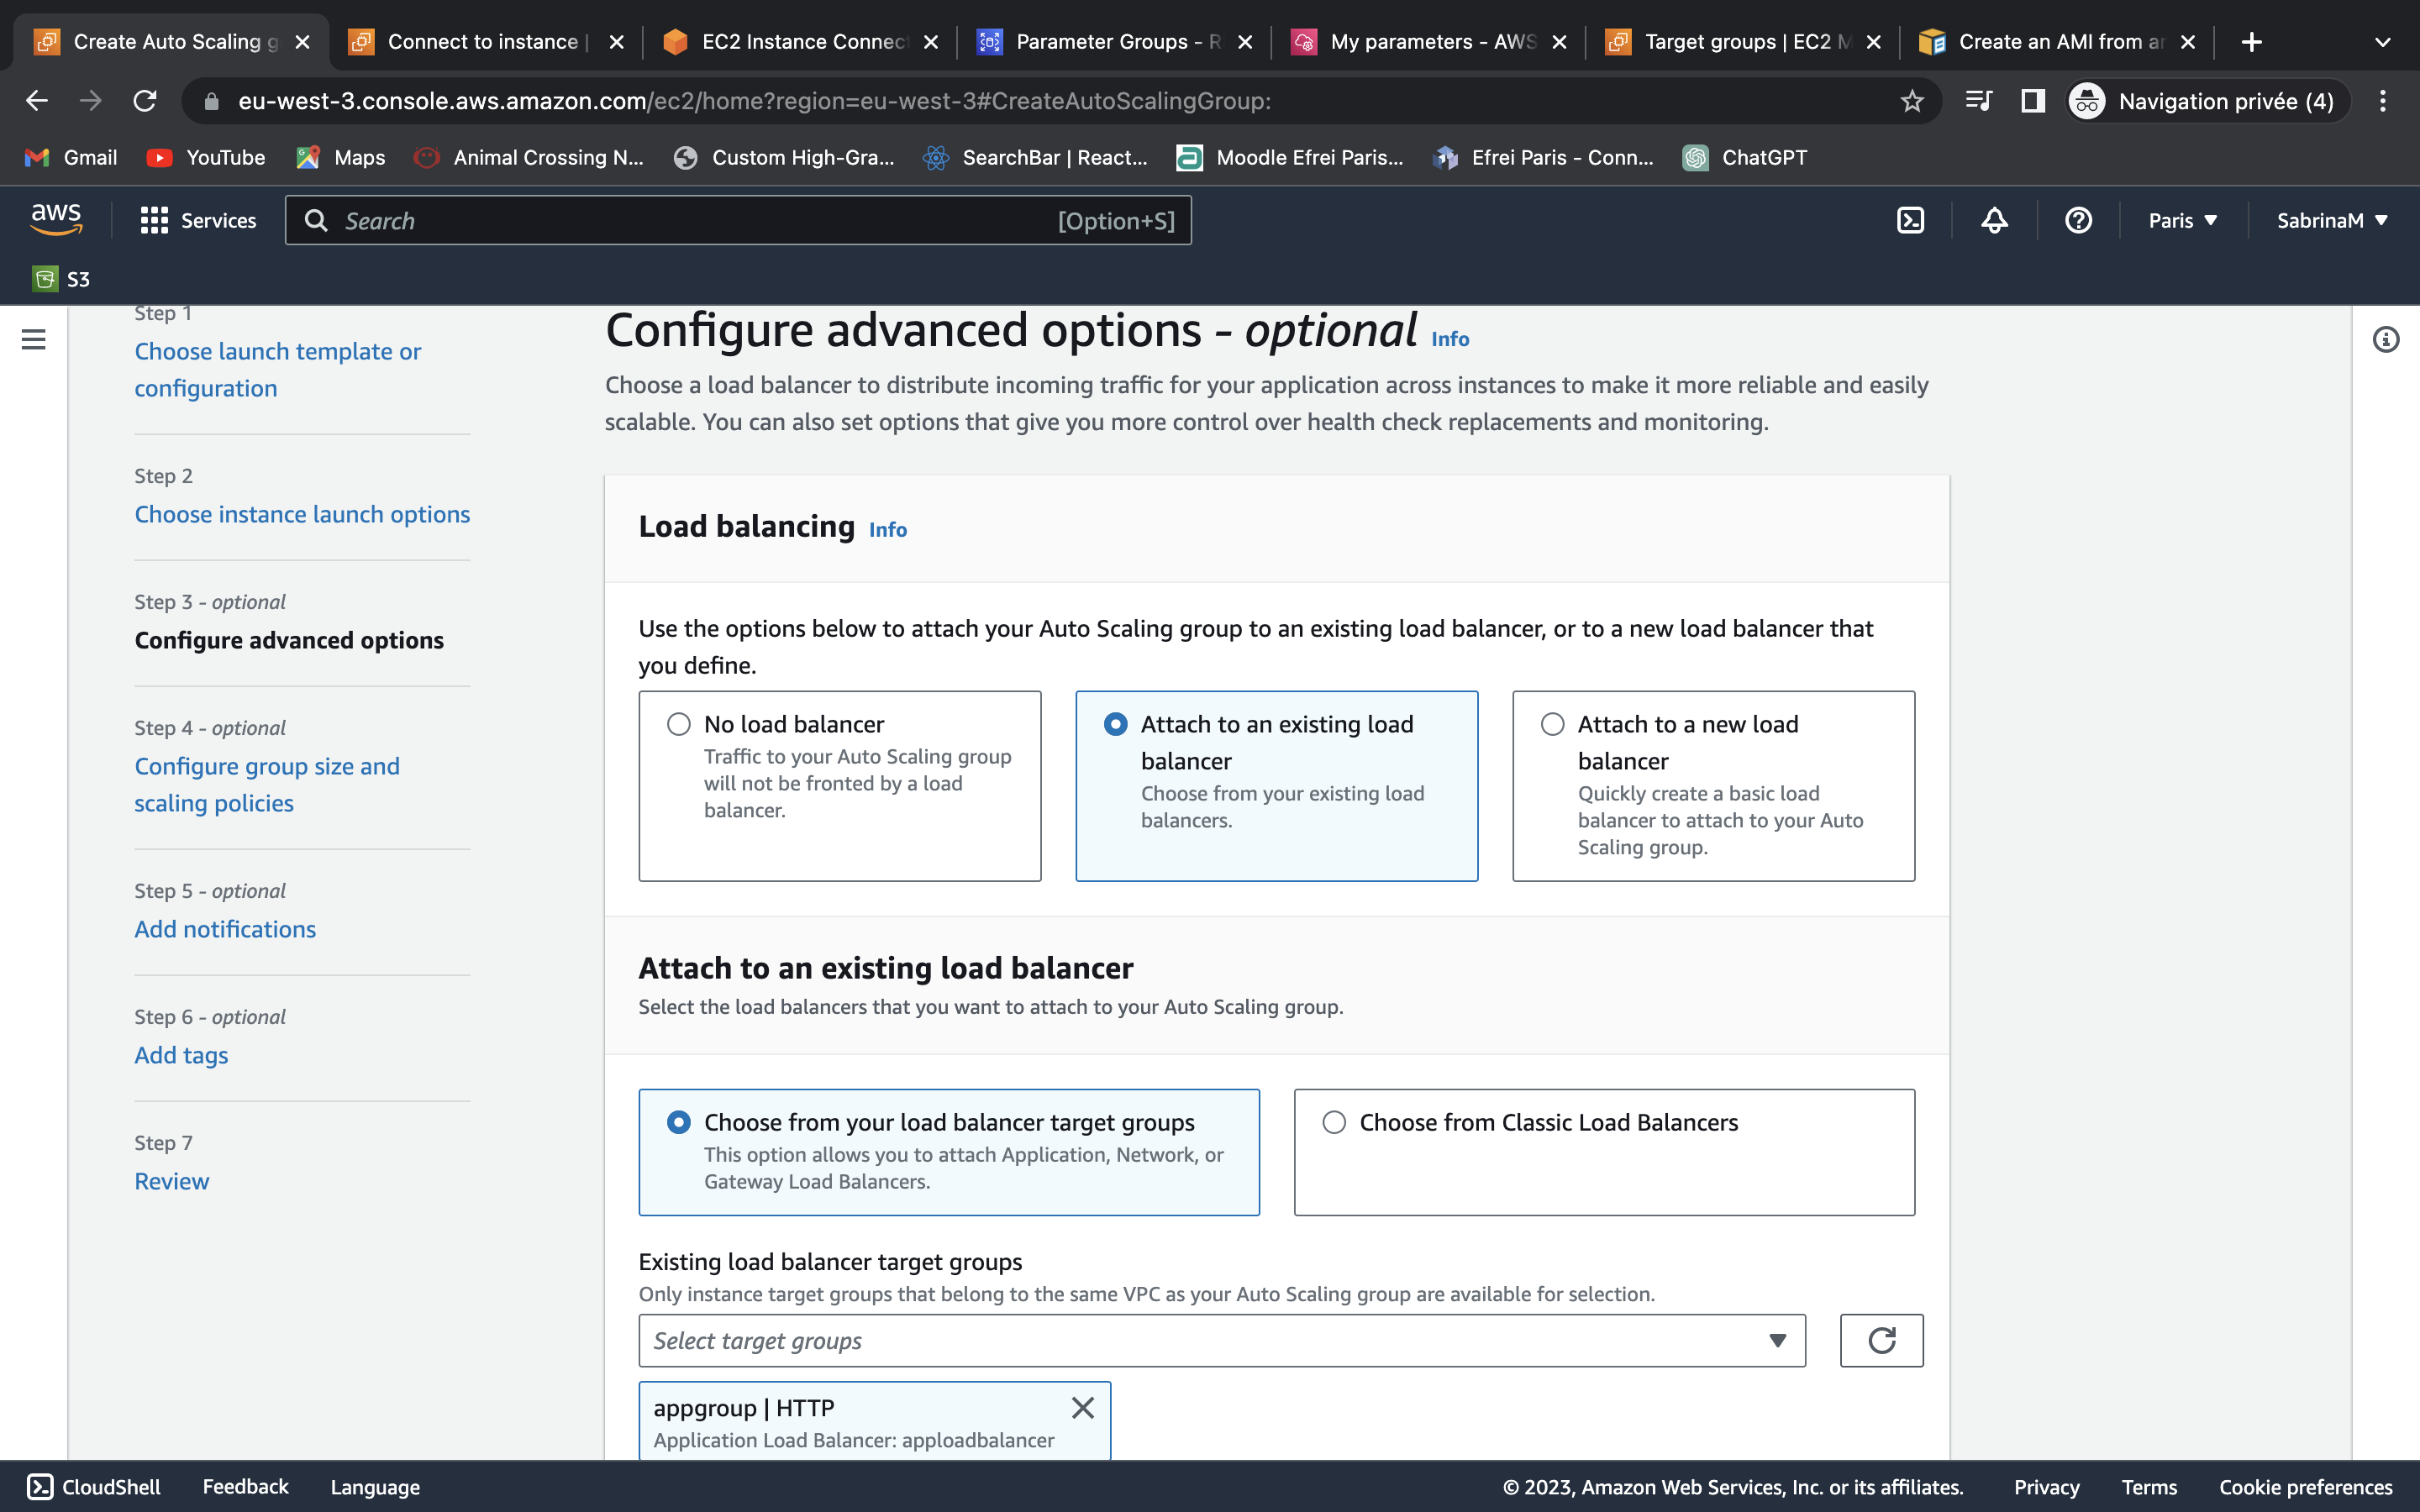 Create Auto Scaling g
Connect to instance |
EC2 Instance Connec
Parameter Groups - R
My parameters - AWS
Target groups | EC2 M
Create an AMI from ar
eu-west-3.console.aws.amazon.com/ec2/home?region=eu-west-3#CreateAutoScalingGroup:
Navigation privée (4)
Gmail
YouTube
Maps
Animal Crossing N...
Custom High-Gra...
SearchBar | React...
Moodle Efrei Paris...
Efrei Paris - Conn...
ChatGPT
aws
Services
Search
[Option+S]
Paris
SabrinaM
S3
Step 1
Choose launch template or
configuration
Step 2
Choose instance launch options
Step 3 - optional
Configure advanced options
Step 4 - optional
Configure group size and
scaling policies
Step 5 - optional
Add notifications
Step 6 - optional
Add tags
Step 7
Review
Configure advanced options - optional Info
Choose a load balancer to distribute incoming traffic for your application across instances to make it more reliable and easily
scalable. You can also set options that give you more control over health check replacements and monitoring.
Load balancing Info
Use the options below to attach your Auto Scaling group to an existing load balancer, or to a new load balancer that
you define.
No load balancer
Traffic to your Auto Scaling group
will not be fronted by a load
balancer.
Attach to an existing load
balancer
Choose from your existing load
balancers.
Attach to a new load
balancer
Quickly create a basic load
balancer to attach to your Auto
Scaling group.
Attach to an existing load balancer
Select the load balancers that you want to attach to your Auto Scaling group.
Choose from your load balancer target groups
This option allows you to attach Application, Network, or
Gateway Load Balancers.
Choose from Classic Load Balancers
Existing load balancer target groups
Only instance target groups that belong to the same VPC as your Auto Scaling group are available for selection.
Select target groups
appgroup | HTTP
Application Load Balancer: apploadbalancer
CloudShell
Feedback
Language
© 2023, Amazon Web Services, Inc. or its affiliates.
Privacy
Terms
Cookie preferences